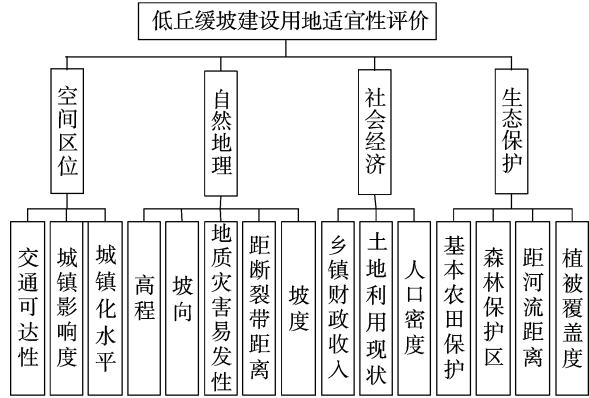 低丘缓坡建设用地适宜性评价
空间区位
自然地理
社会经济
生态保护
交通可达性
城镇影响度
城镇化水平
高程
坡向
地质灾害易发性
距断裂带距离
坡度
乡镇财政收入
土地利用现状
人口密度
基本农田保护
森林保护区
距河流距离
植被覆盖度